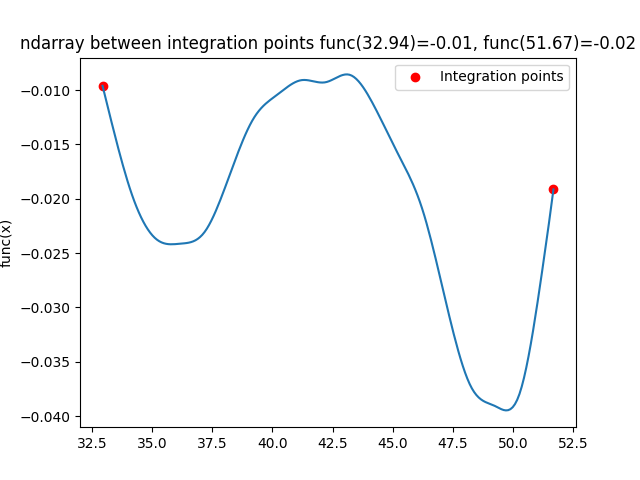 ndarray between integration points func(32.94)=-0.01, func(51.67)=-0.02
Integration points
func(x)
−0.010
−0.015
−0.020
−0.025
−0.030
−0.035
−0.040
32.5 35.0 37.5 40.0 42.5 45.0 47.5 50.0 52.5